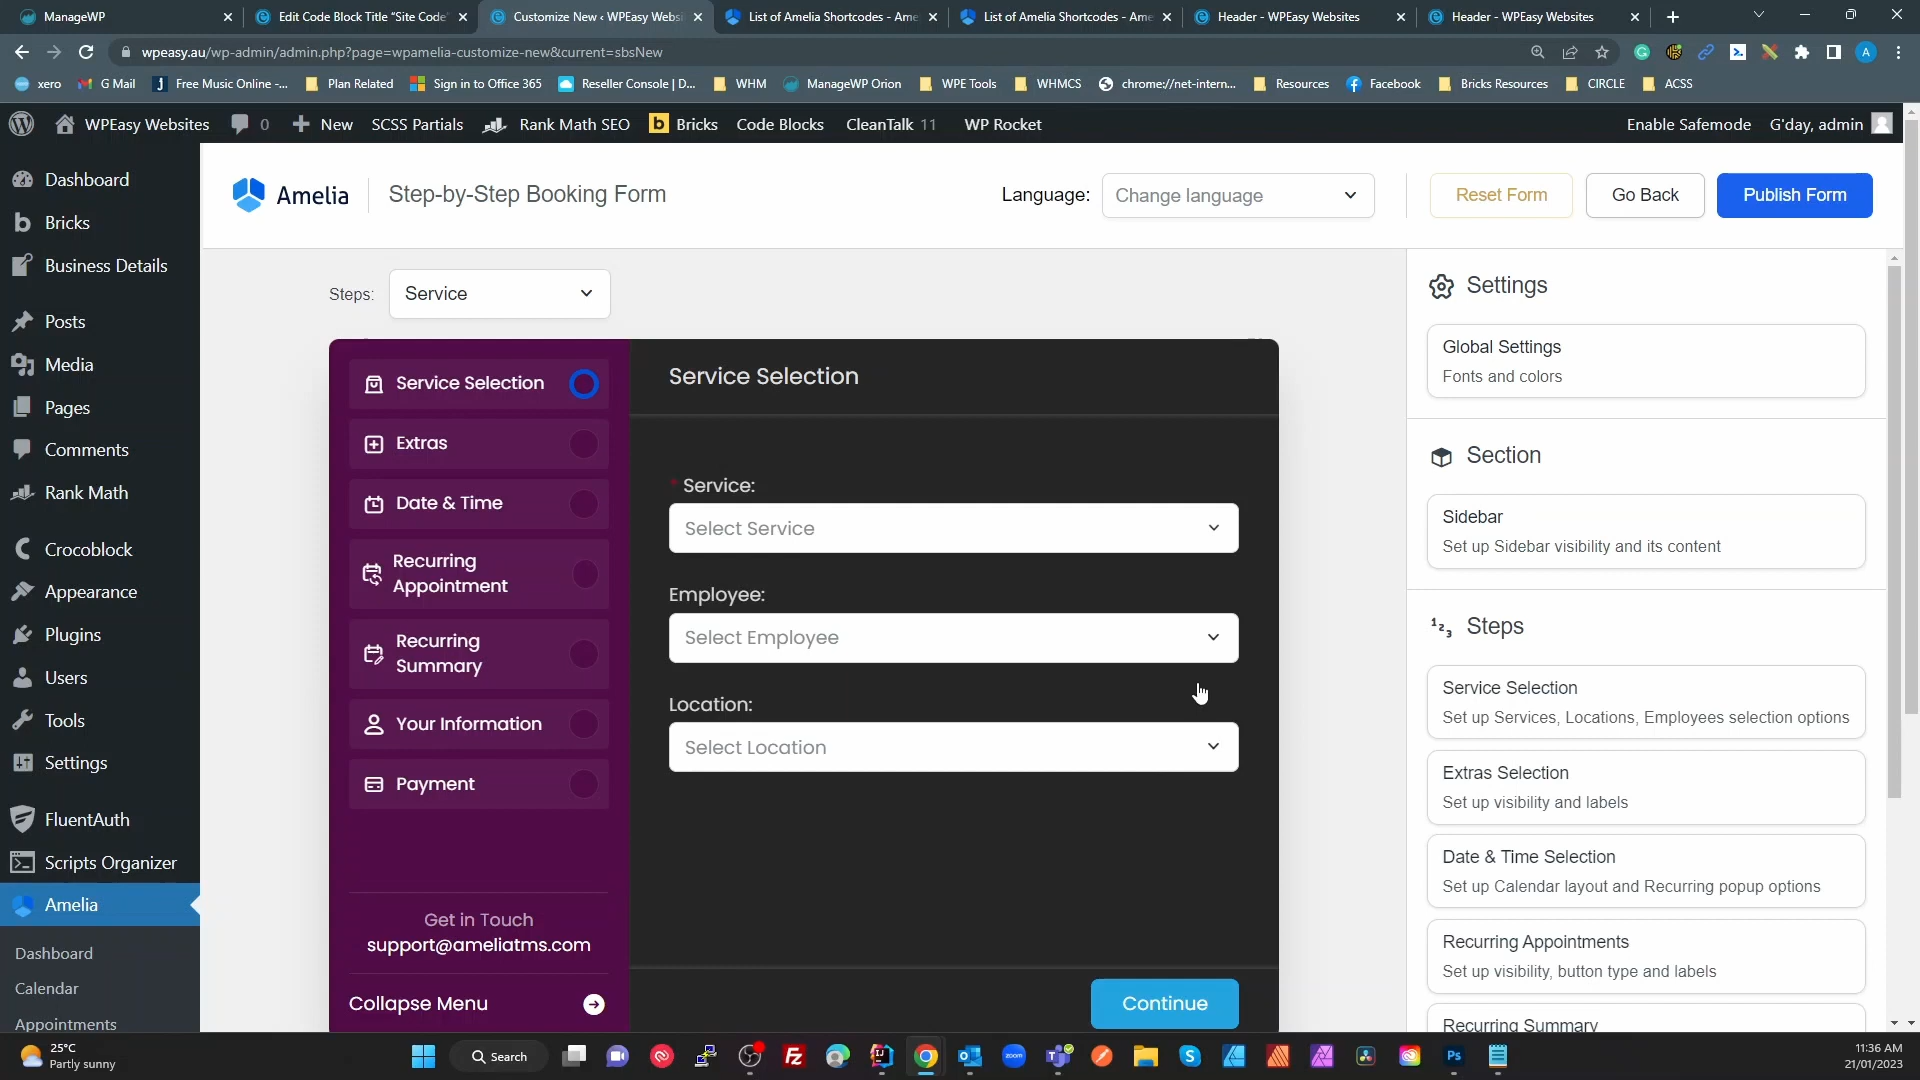 ManageWP
Edit Code Block Title "Site Code
Customize New ‹ WPEasy Websi
List of Amelia Shortcodes - Ame
List of Amelia Shortcodes - Ame
Header - WPEasy Websites
Header - WPEasy Websites
wpeasy.au/wp-admin/admin.php?page=wpamelia-customize-new&current=sbsNew
xero
G Mail
Free Music Online -...
Plan Related
Sign in to Office 365
Reseller Console | D...
WHM
ManageWP Orion
WPE Tools
WHMCS
chrome://net-intern...
Resources
Facebook
Bricks Resources
CIRCLE
ACSS
WPEasy Websites
0
New
SCSS Partials
Rank Math SEO
Bricks
Code Blocks
CleanTalk 11
WP Rocket
Enable Safemode
G'day, admin
Dashboard
Bricks
Business Details
Posts
Media
Pages
Comments
Rank Math
Crocoblock
Appearance
Plugins
Users
Tools
Settings
FluentAuth
Scripts Organizer
Amelia
Dashboard
Calendar
Appointments
Amelia
Step-by-Step Booking Form
Language:
Change language
Reset Form
Go Back
Publish Form
Steps:
Service
Service Selection
Extras
Date & Time
Recurring
Appointment
Recurring
Summary
Your Information
Payment
Get in Touch
support@ameliatms.com
Collapse Menu
Service Selection
* Service:
Select Service
Employee:
Select Employee
Location:
Select Location
Continue
Settings
Global Settings
Fonts and colors
Section
Sidebar
Set up Sidebar visibility and its content
Steps
Service Selection
Set up Services, Locations, Employees selection options
Extras Selection
Set up visibility and labels
Date & Time Selection
Set up Calendar layout and Recurring popup options
Recurring Appointments
Set up visibility, button type and labels
Recurring Summary
25°C
Partly sunny
Search
11:36 AM
21/01/2023